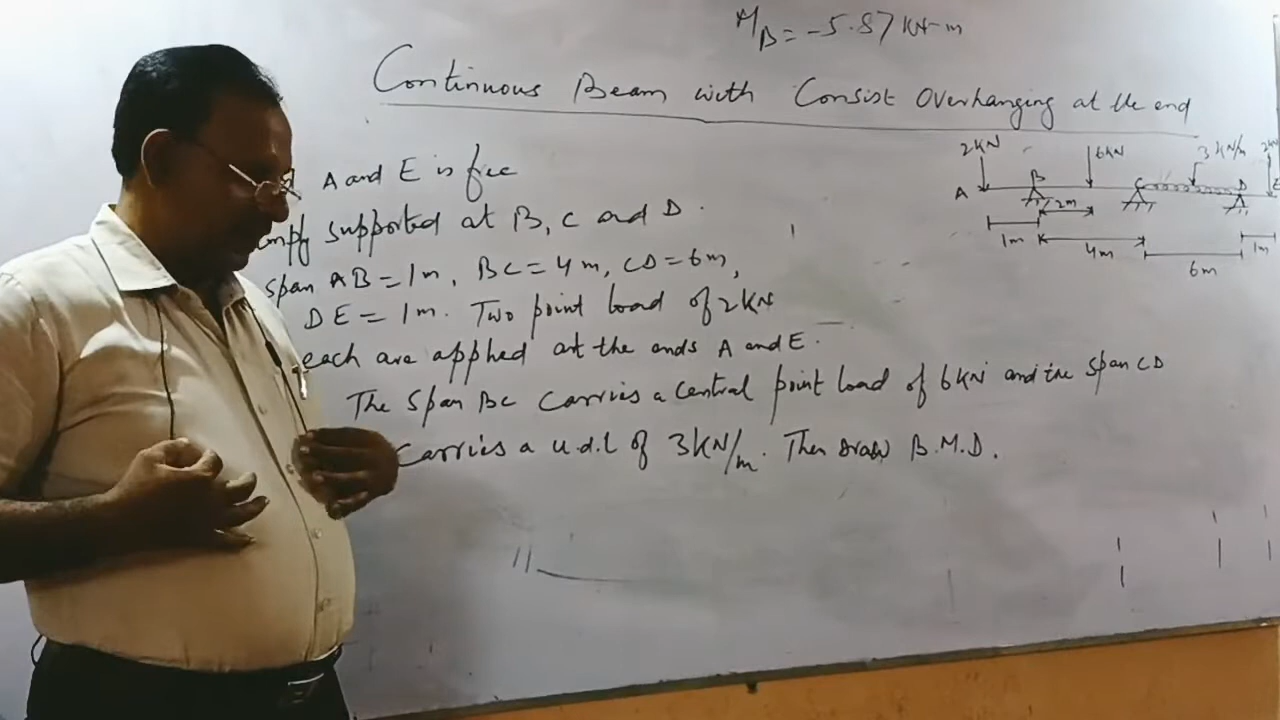 M_B = -5.87 kN-m
Continuous Beam with Consist Overhanging at the end
A and E is free
supported at B, C and D.
span AB = 1m, BC = 4m, CD = 6m,
DE = 1m. Two point load of 2KN
each are applied at the ends A and E.
The Span BC carries a central point load of 6KN and the Span CD
carries a u.d.l of 3KN/m. Then Draw B.M.D.
2KN 6KN 3KN/m
A B C D E
2m
1m 4m 6m 1m